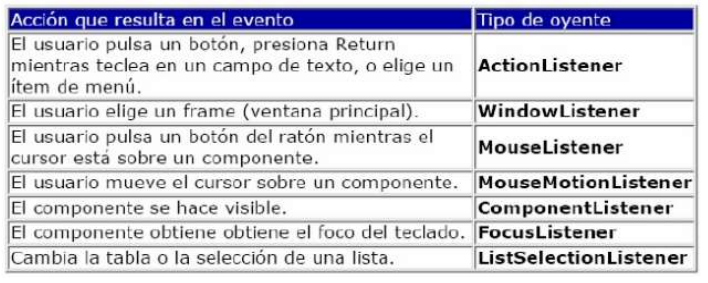 Acción que resulta en el evento Tipo de oyente
El usuario pulsa un botón, presiona Return
mientras teclea en un campo de texto, o elige un
ítem de menú.
ActionListener
El usuario elige un frame (ventana principal). WindowListener
El usuario pulsa un botón del ratón mientras el
cursor está sobre un componente.
MouseListener
El usuario mueve el cursor sobre un componente. MouseMotionListener
El componente se hace visible. ComponentListener
El componente obtiene obtiene el foco del teclado. FocusListener
Cambia la tabla o la selección de una lista. ListSelectionListener